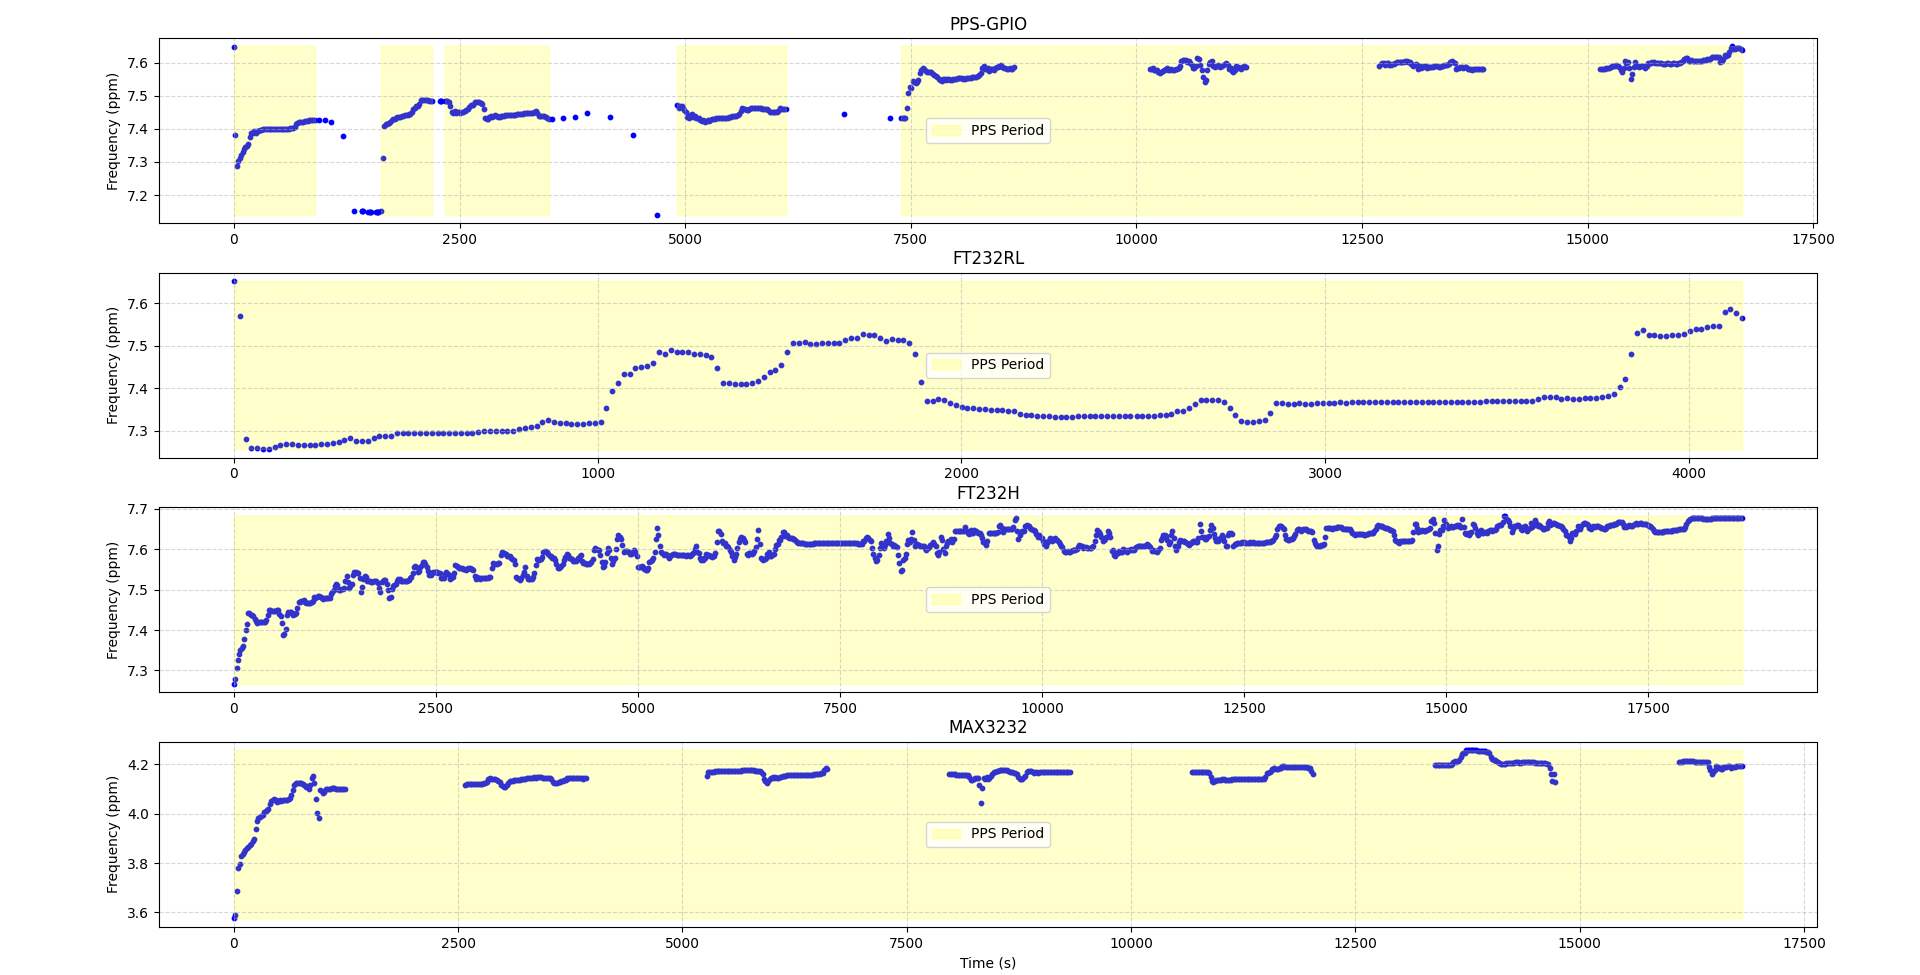 PPS-GPIO
Frequency (ppm)
7.6
7.5
7.4
7.3
7.2
PPS Period
0 2500 5000 7500 10000 12500 15000 17500
FT232RL
Frequency (ppm)
7.6
7.5
7.4
7.3
PPS Period
0 1000 2000 3000 4000
FT232H
Frequency (ppm)
7.7
7.6
7.5
7.4
7.3
PPS Period
0 2500 5000 7500 10000 12500 15000 17500
MAX3232
Frequency (ppm)
4.2
4.0
3.8
3.6
PPS Period
0 2500 5000 7500 10000 12500 15000 17500
Time (s)